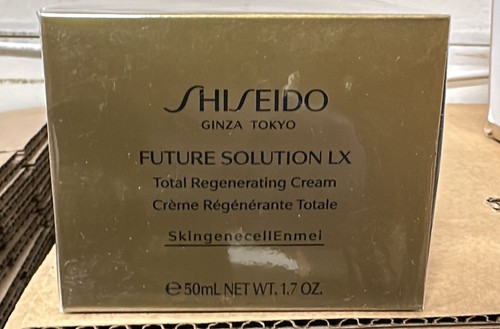 SHISEIDO
GINZA TOKYO
FUTURE SOLUTION LX
Total Regenerating Cream
Crème Régénérante Totale
SkingenecellEnmei
℮50mL NET WT. 1.7 OZ.